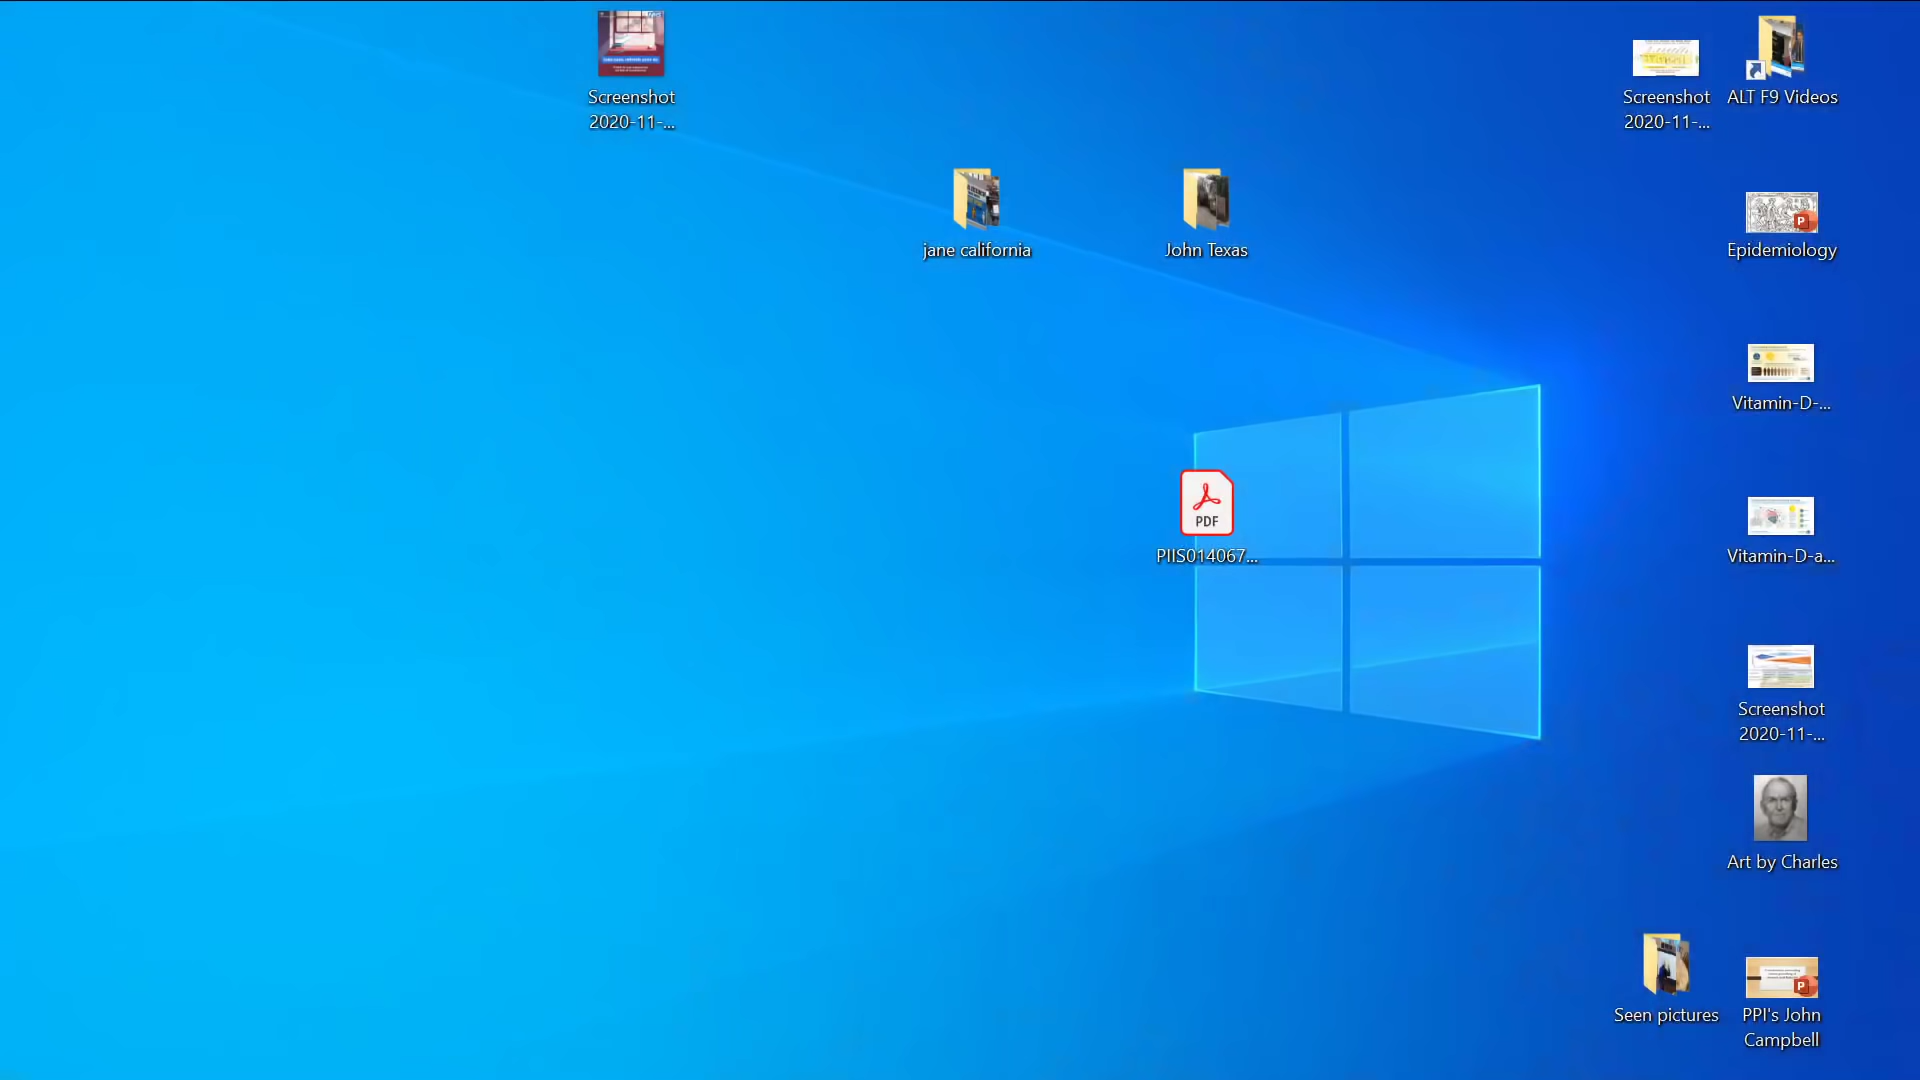 Screenshot
2020-11-...
Screenshot
2020-11-...
ALT F9 Videos
jane california
John Texas
Epidemiology
Vitamin-D-...
PDF
PIIS014067...
Vitamin-D-a...
Screenshot
2020-11-...
Art by Charles
Seen pictures
PPI's John
Campbell